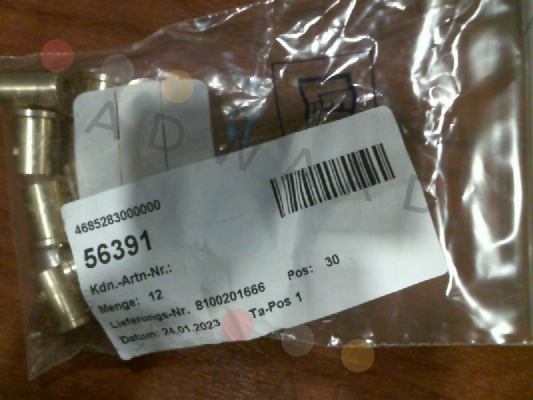 4685283000000
56391
Kdn.-Artn-Nr.:
Menge: 12
Lieferungs-Nr. 8100201666 Pos: 30
Datum: 24.01.2023 Ta-Pos 1